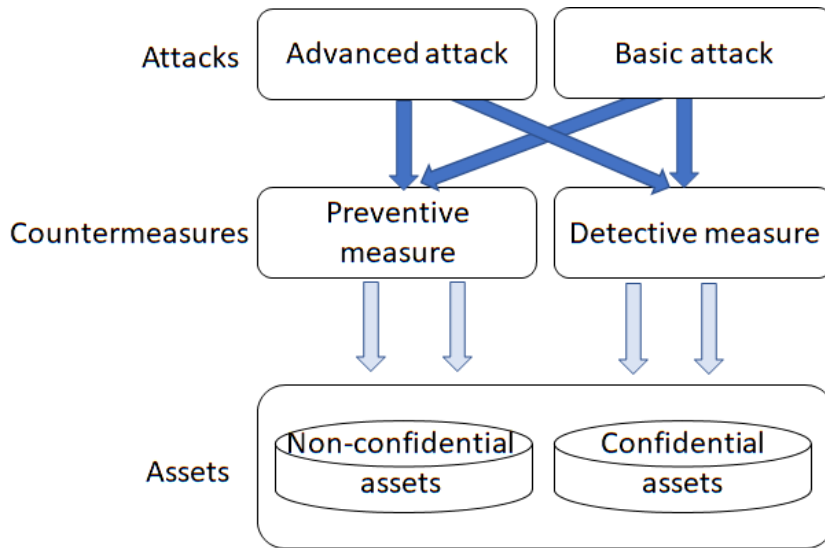 Attacks
Advanced attack
Basic attack
Countermeasures
Preventive
measure
Detective measure
Assets
Non-confidential
assets
Confidential
assets